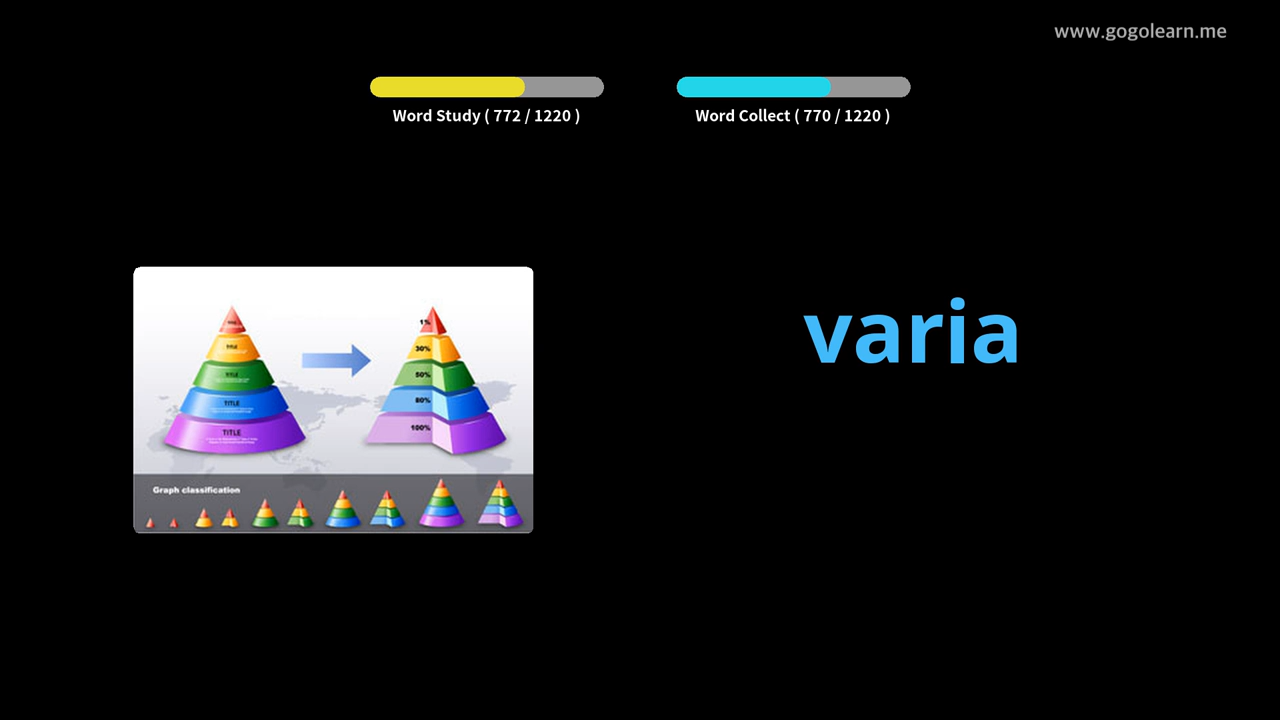 www.gogolearn.me
Word Study ( 772 / 1220 )
Word Collect ( 770 / 1220 )
varia
TITLE
TITLE
TITLE
TITLE
1%
30%
50%
80%
100%
Graph classification